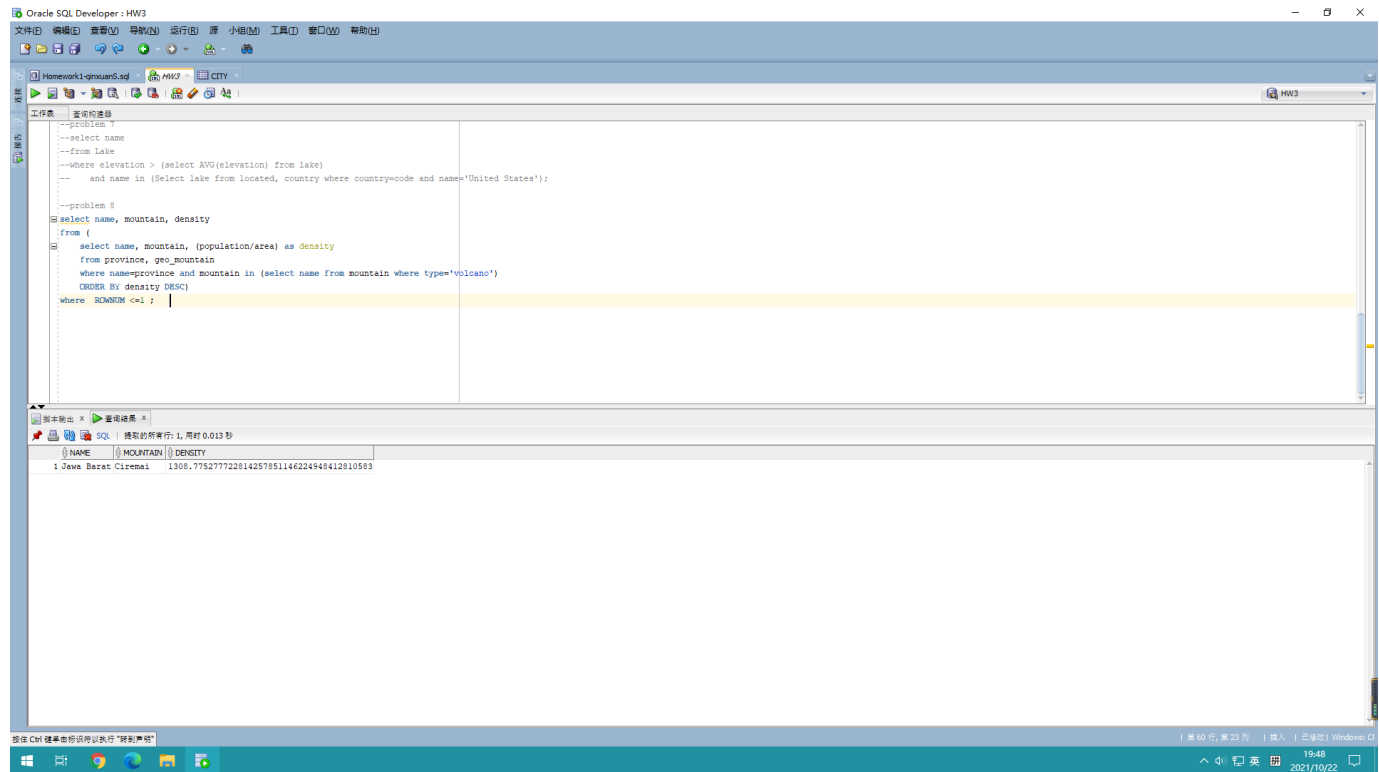 Oracle SQL Developer : HW3
文件(F) 编辑(E) 查看(V) 导航(N) 运行(R) 源 小组(M) 工具(T) 窗口(W) 帮助(H)
Homework1-qinxuanS.sql HW3 CITY
连接
报告
HW3
工作表 查询构建器
--problem 7
--select name
--from Lake
--where elevation > (select AVG(elevation) from lake)
-- and name in (Select lake from located, country where country=code and name='United States');
--problem 8
select name, mountain, density
from (
select name, mountain, (population/area) as density
from province, geo_mountain
where name=province and mountain in (select name from mountain where type='volcano')
ORDER BY density DESC)
where ROWNUM <=1 ;
脚本输出 x 查询结果 x
SQL | 提取的所有行: 1, 用时 0.013 秒
NAME MOUNTAIN DENSITY
1 Jawa Barat Ciremai 1308.77527772281425785114622494841281​0583
按住 Ctrl 键单击标识符以执行 "转到声明"
第 60 行, 第 23 列 | 插入 | 已修改 | Windows: C
英 拼 19:48
2021/10/22